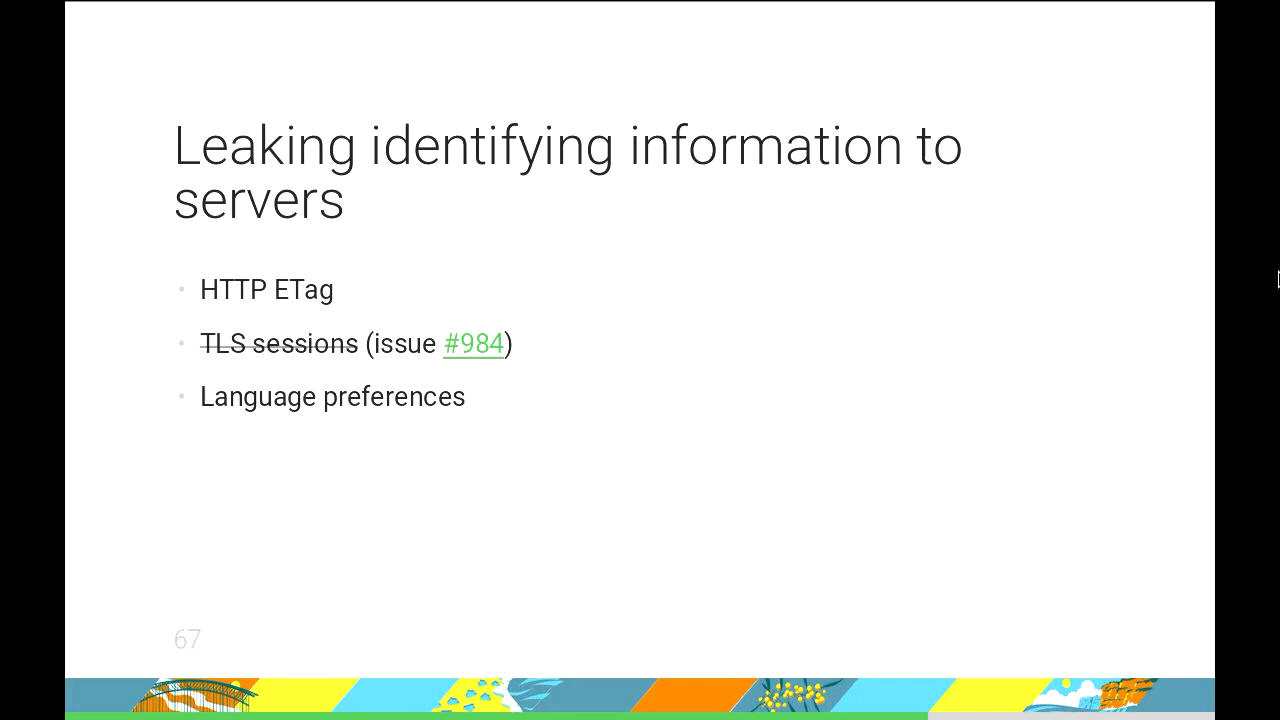 Leaking identifying information to
servers
HTTP ETag
TLS sessions (issue #984)
Language preferences
67